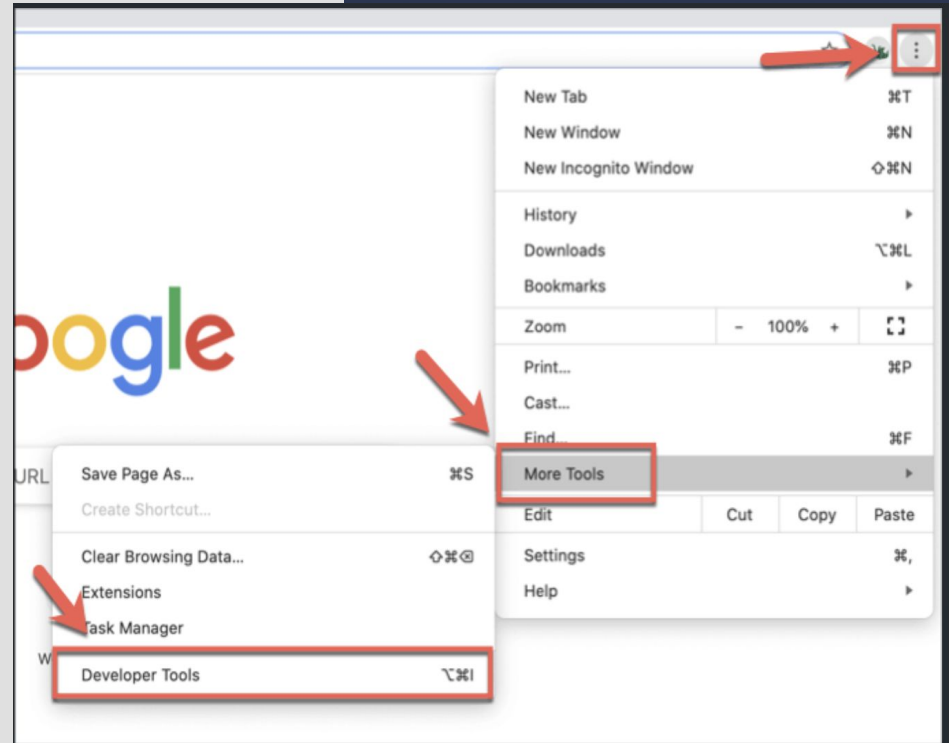 New Tab ⌘T
New Window ⌘N
New Incognito Window ⇧⌘N
History
Downloads ⌥⌘L
Bookmarks
Zoom - 100% +
Print... ⌘P
Cast...
Find... ⌘F
More Tools
Edit Cut Copy Paste
Settings ⌘,
Help
oogle
URL
Save Page As... ⌘S
Create Shortcut...
Clear Browsing Data... ⇧⌘⌫
Extensions
Task Manager
W
Developer Tools ⌥⌘I